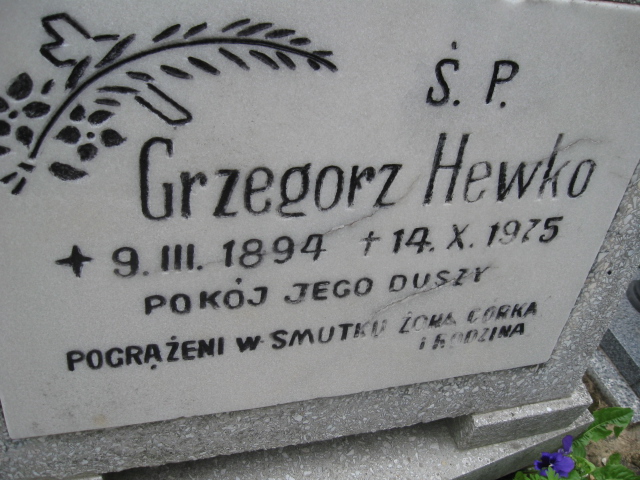 Ś. P.
Grzegorz Hewko
9. III. 1894 † 14. X. 1975
POKÓJ JEGO DUSZY
POGRĄŻENI W SMUTKU ŻONA CÓRKA
I RODZINA